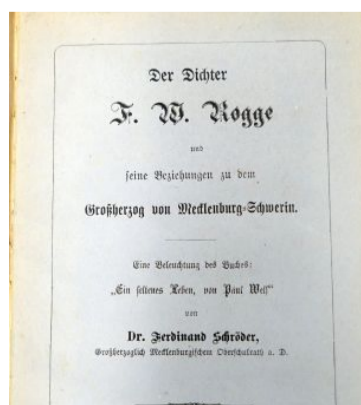 Der Dichter
F. W. Rogge
und
seine Beziehungen zu dem
Großherzog von Mecklenburg-Schwerin.
Eine Beleuchtung des Buches:
„Ein seltenes Leben, von Paul Welf“
von
Dr. Ferdinand Schröder,
Großherzoglich Mecklenburgischem Oberschulrath a. D.